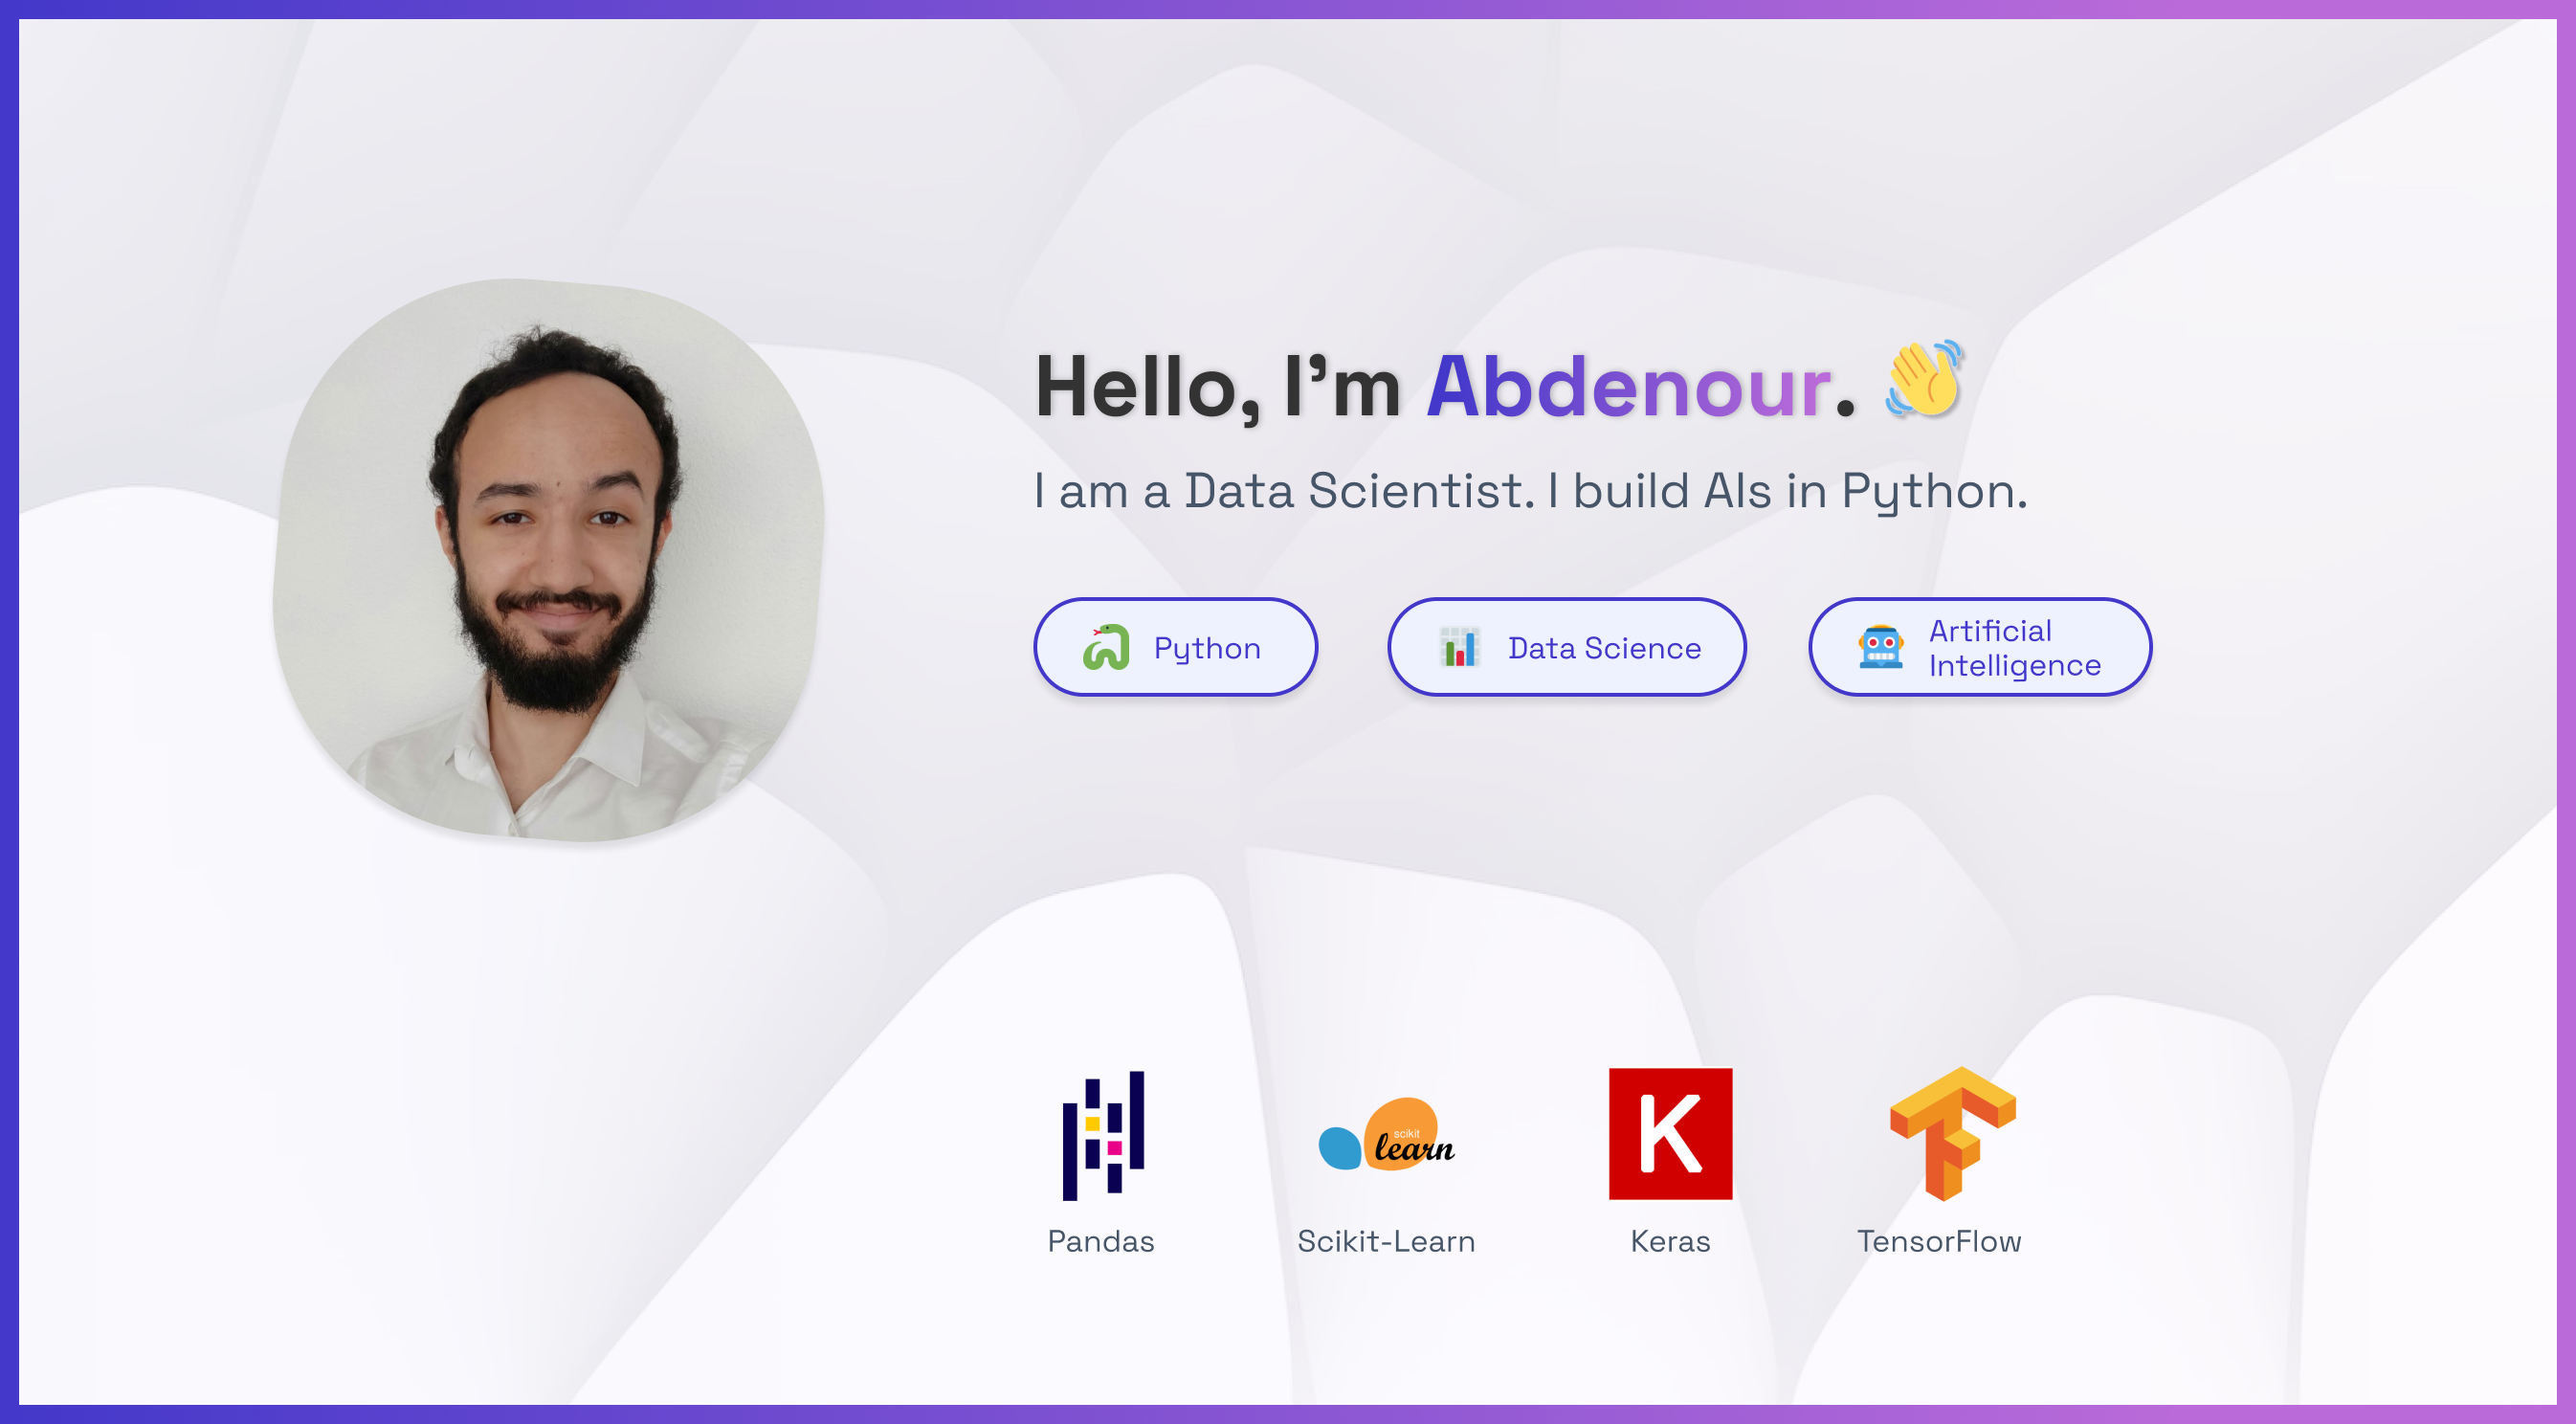 Hello, I'm Abdenour. 👋
I am a Data Scientist. I build AIs in Python.
Python
Data Science
Artificial
Intelligence
scikit
learn
K
Pandas
Scikit-Learn
Keras
TensorFlow